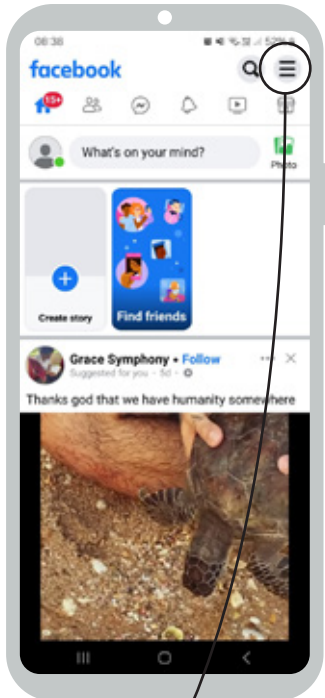 08:38
facebook
15+
What's on your mind?
Photo
Create story
Find friends
Grace Symphony • Follow
Suggested for you · 5d ·
Thanks god that we have humanity somewhere